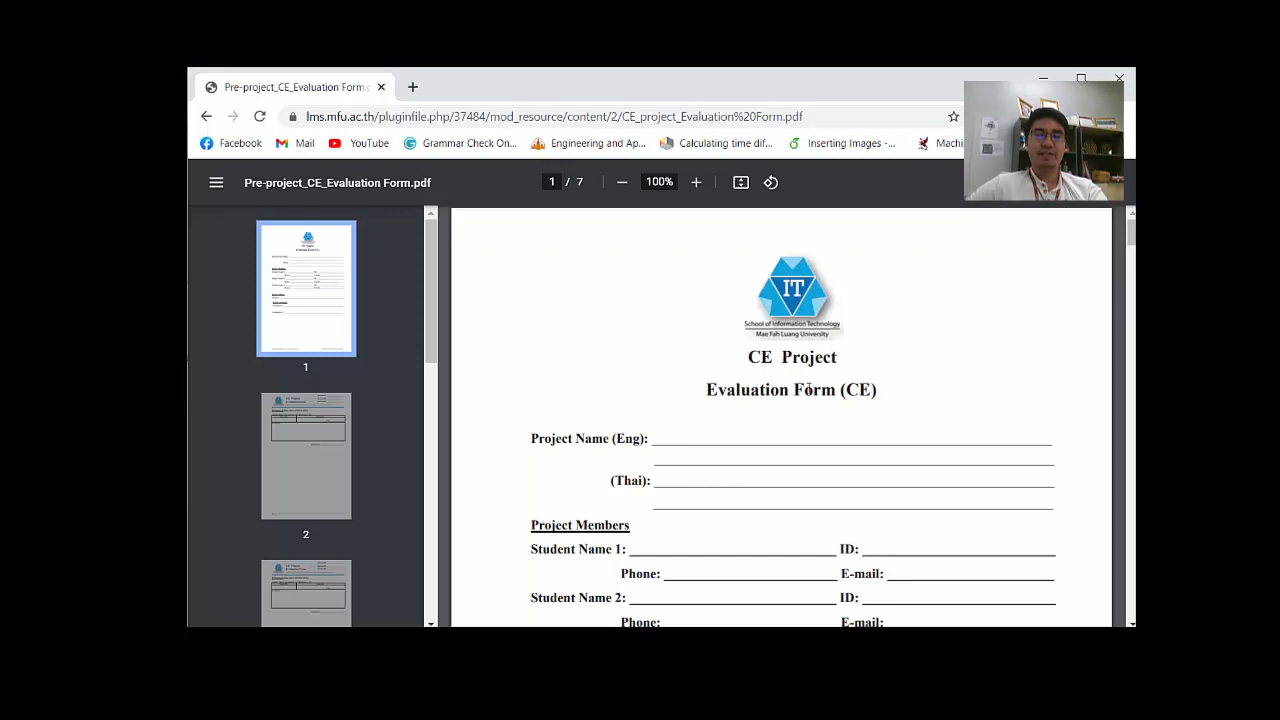 Pre-project_CE_Evaluation Form.p
lms.mfu.ac.th/pluginfile.php/37484/mod_resource/content/2/CE_project_Evaluation%20Form.pdf
Facebook
Mail
YouTube
Grammar Check On...
Engineering and Ap...
Calculating time dif...
Inserting Images -...
Machi
Pre-project_CE_Evaluation Form.pdf
1 / 7
100%
1
2
IT
School of Information Technology
Mae Fah Luang University
CE Project
Evaluation Form (CE)
Project Name (Eng):
(Thai):
Project Members
Student Name 1: ID:
Phone: E-mail:
Student Name 2: ID:
Phone: E-mail: